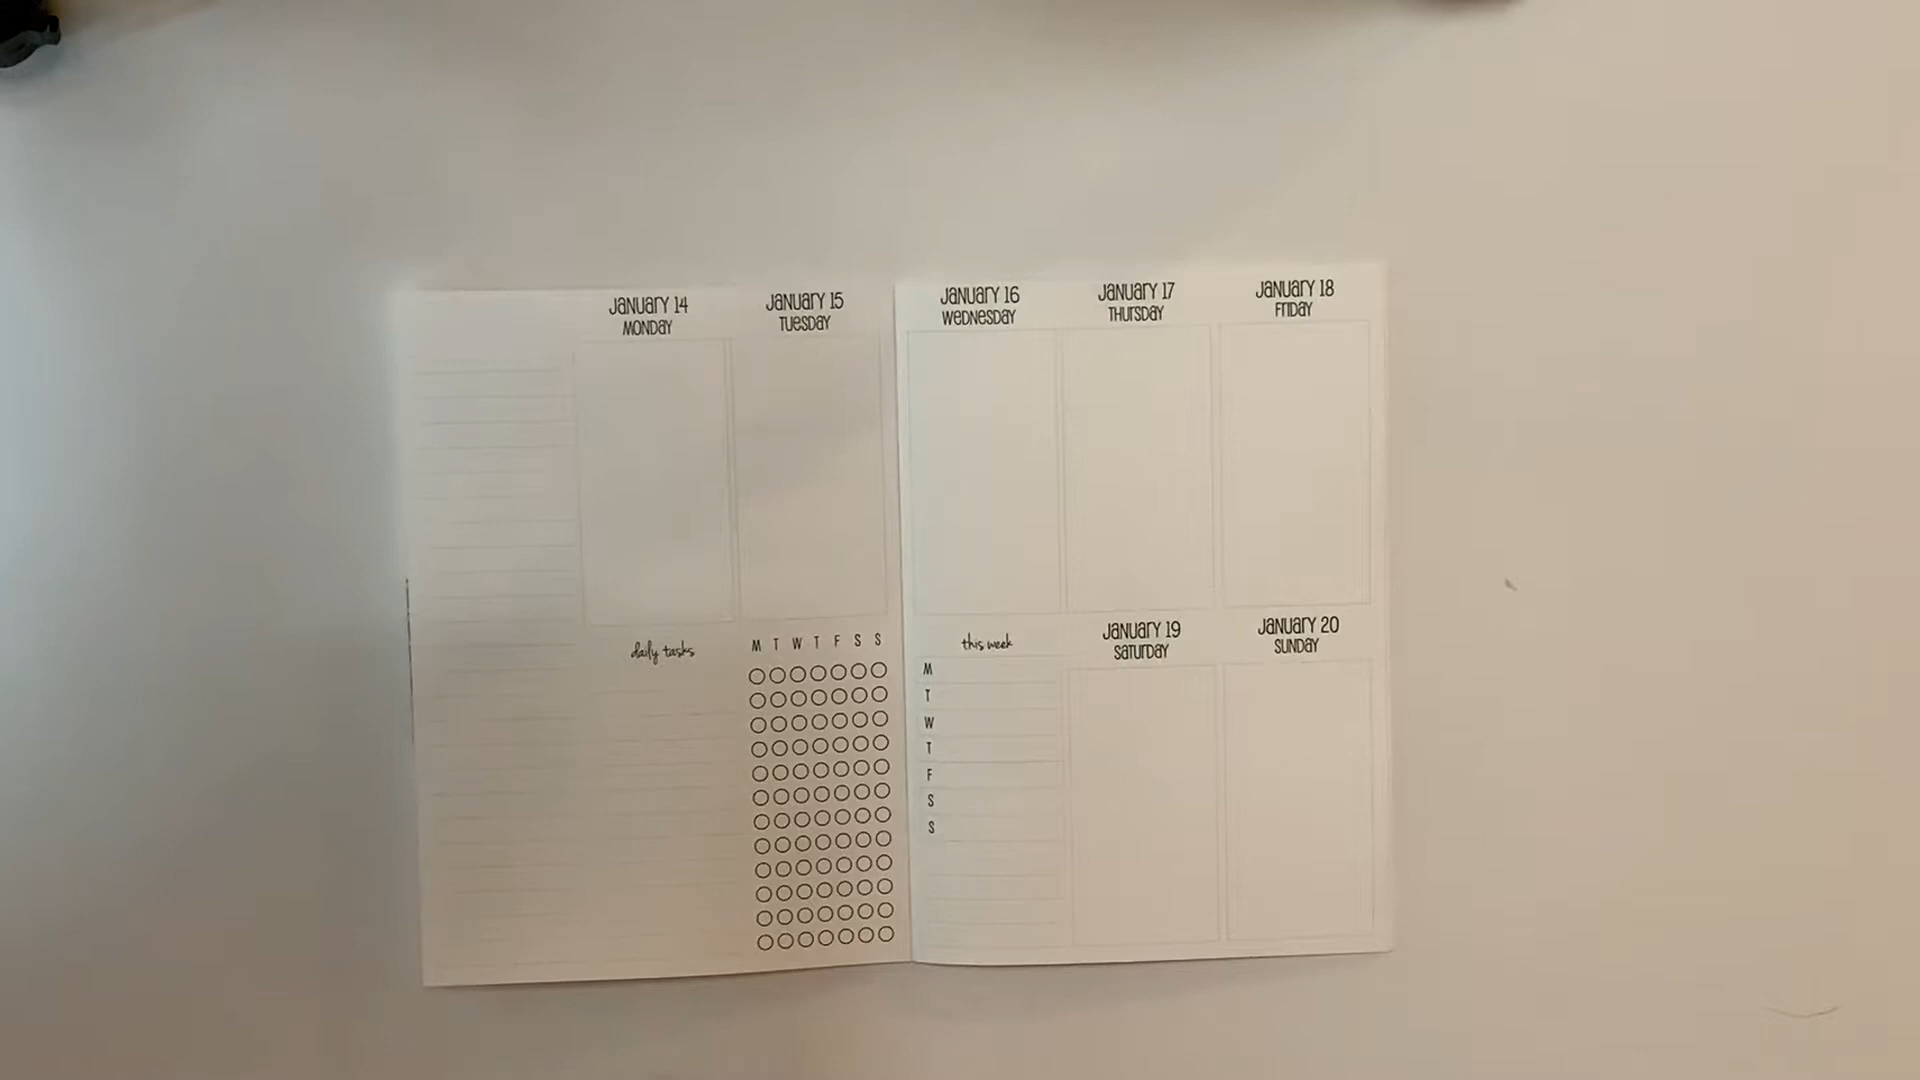 January 14
Monday
January 15
Tuesday
January 16
Wednesday
January 17
Thursday
January 18
Friday
daily tasks
M T W T F S S
this week
M
T
W
T
F
S
S
January 19
Saturday
January 20
Sunday